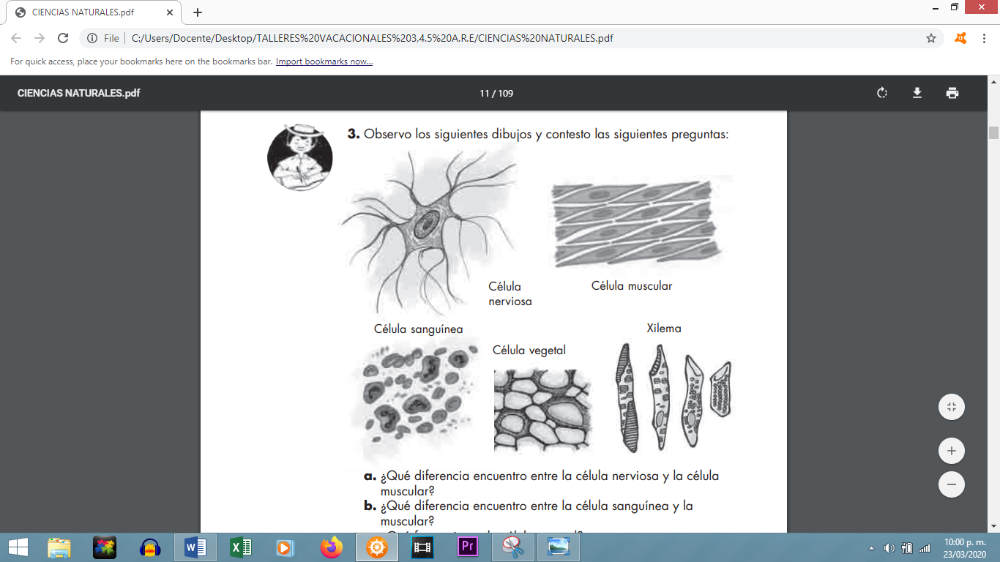 CIENCIAS NATURALES.pdf
File
C:/Users/Docente/Desktop/TALLERES%20VACACIONALES%203,4.5%20A.R.E/CIENCIAS%20NATURALES.pdf
For quick access, place your bookmarks here on the bookmarks bar. Import bookmarks now...
CIENCIAS NATURALES.pdf
11 / 109
3. Observo los siguientes dibujos y contesto las siguientes preguntas:
Célula
nerviosa
Célula muscular
Célula sanguínea
Célula vegetal
Xilema
a. ¿Qué diferencia encuentro entre la célula nerviosa y la célula
muscular?
b. ¿Qué diferencia encuentro entre la célula sanguínea y la
muscular?
Pr
10:00 p. m.
23/03/2020